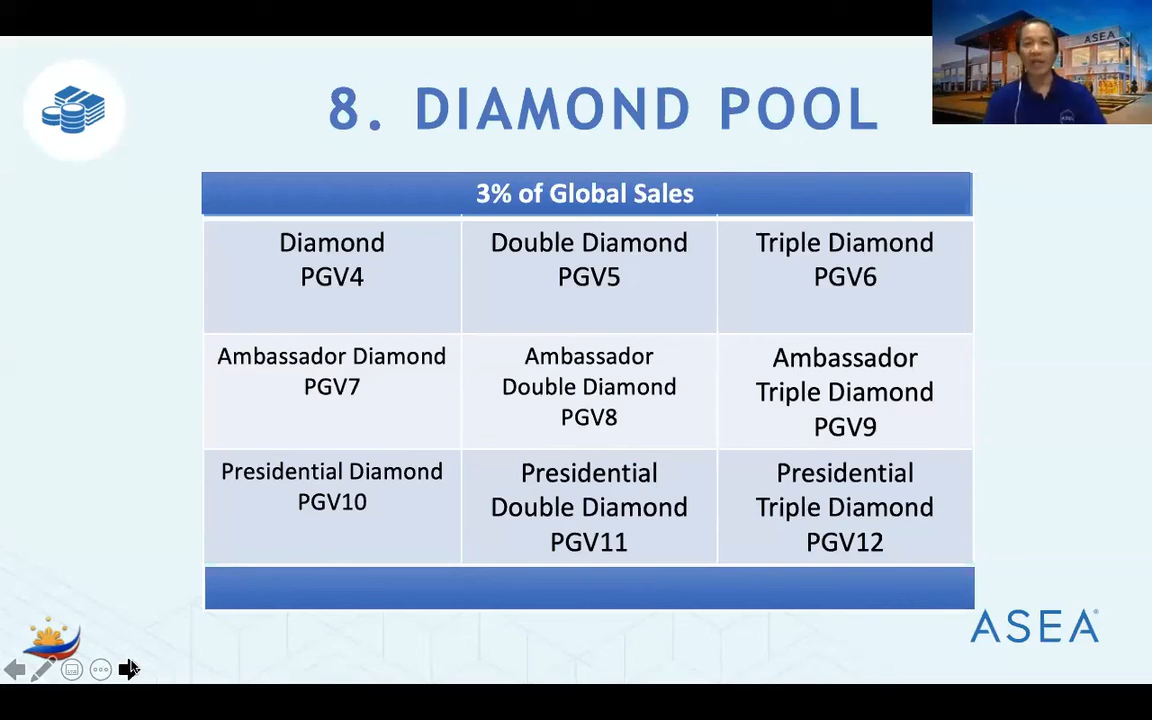 ASEA
8. DIAMOND POOL
3% of Global Sales
Diamond
PGV4
Double Diamond
PGV5
Triple Diamond
PGV6
Ambassador Diamond
PGV7
Ambassador
Double Diamond
PGV8
Ambassador
Triple Diamond
PGV9
Presidential Diamond
PGV10
Presidential
Double Diamond
PGV11
Presidential
Triple Diamond
PGV12
ASEA